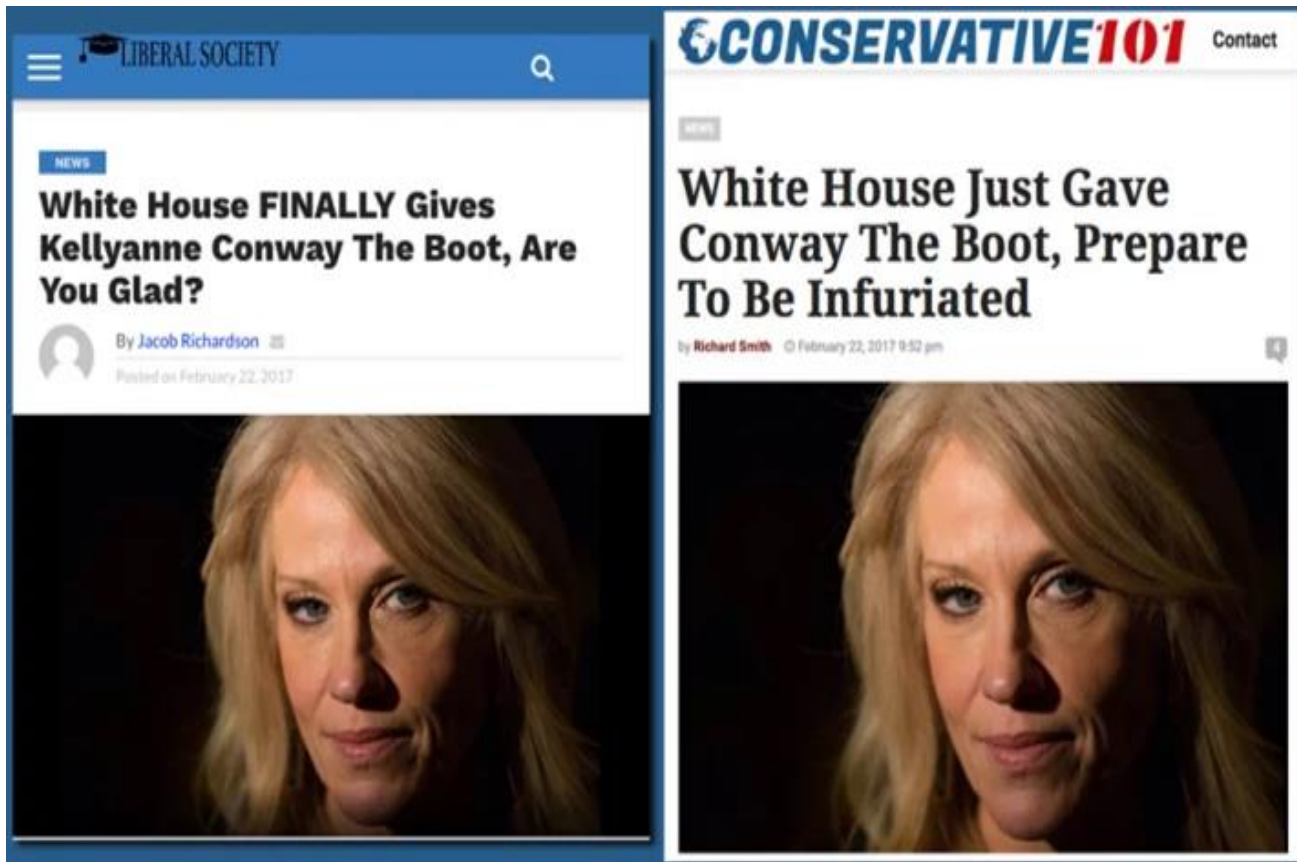 LIBERAL SOCIETY
NEWS
White House FINALLY Gives
Kellyanne Conway The Boot, Are
You Glad?
By Jacob Richardson
Posted on February 22, 2017
CONSERVATIVE101
Contact
NEWS
White House Just Gave
Conway The Boot, Prepare
To Be Infuriated
by Richard Smith February 22, 2017 9:52 pm
4